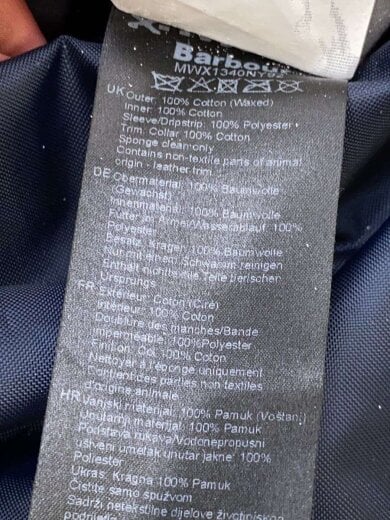 Barbour
MWX1340NY92
UK Outer: 100% Cotton (Waxed)
Inner: 100% Cotton
Sleeve/Dripstrip: 100% Polyester
Trim: Collar 100% Cotton
Sponge clean only
Contains non-textile parts of animal
origin - leather trim
DE Obermaterial: 100% Baumwolle
(Gewachst)
Innenmaterial: 100% Baumwolle
Futter im Ärmel/Wasserablauf: 100%
Polyester
Besatz: Kragen: 100% Baumwolle
Nur mit einem Schwamm reinigen
Enthält nichttextile Teile tierischen
Ursprungs
FR Extérieur: Coton (Ciré)
Intérieur: 100% Coton
Doublure des manches/Bande
imperméable: 100%Polyester
Finition: Col 100% Coton
Nettoyer à l'éponge uniquement
Contient des parties non textiles
d'origine animale
HR Vanjski materijal: 100% Pamuk (Voštani)
Unutarnji materijal: 100% Pamuk
Podstava rukava/Vodonepropusni
ušiveni umetak unutar jakne: 100%
Poliester
Ukras: Kragna 100% Pamuk
Čistite samo spužvom
Sadrži netekstilne dijelove životinjskog